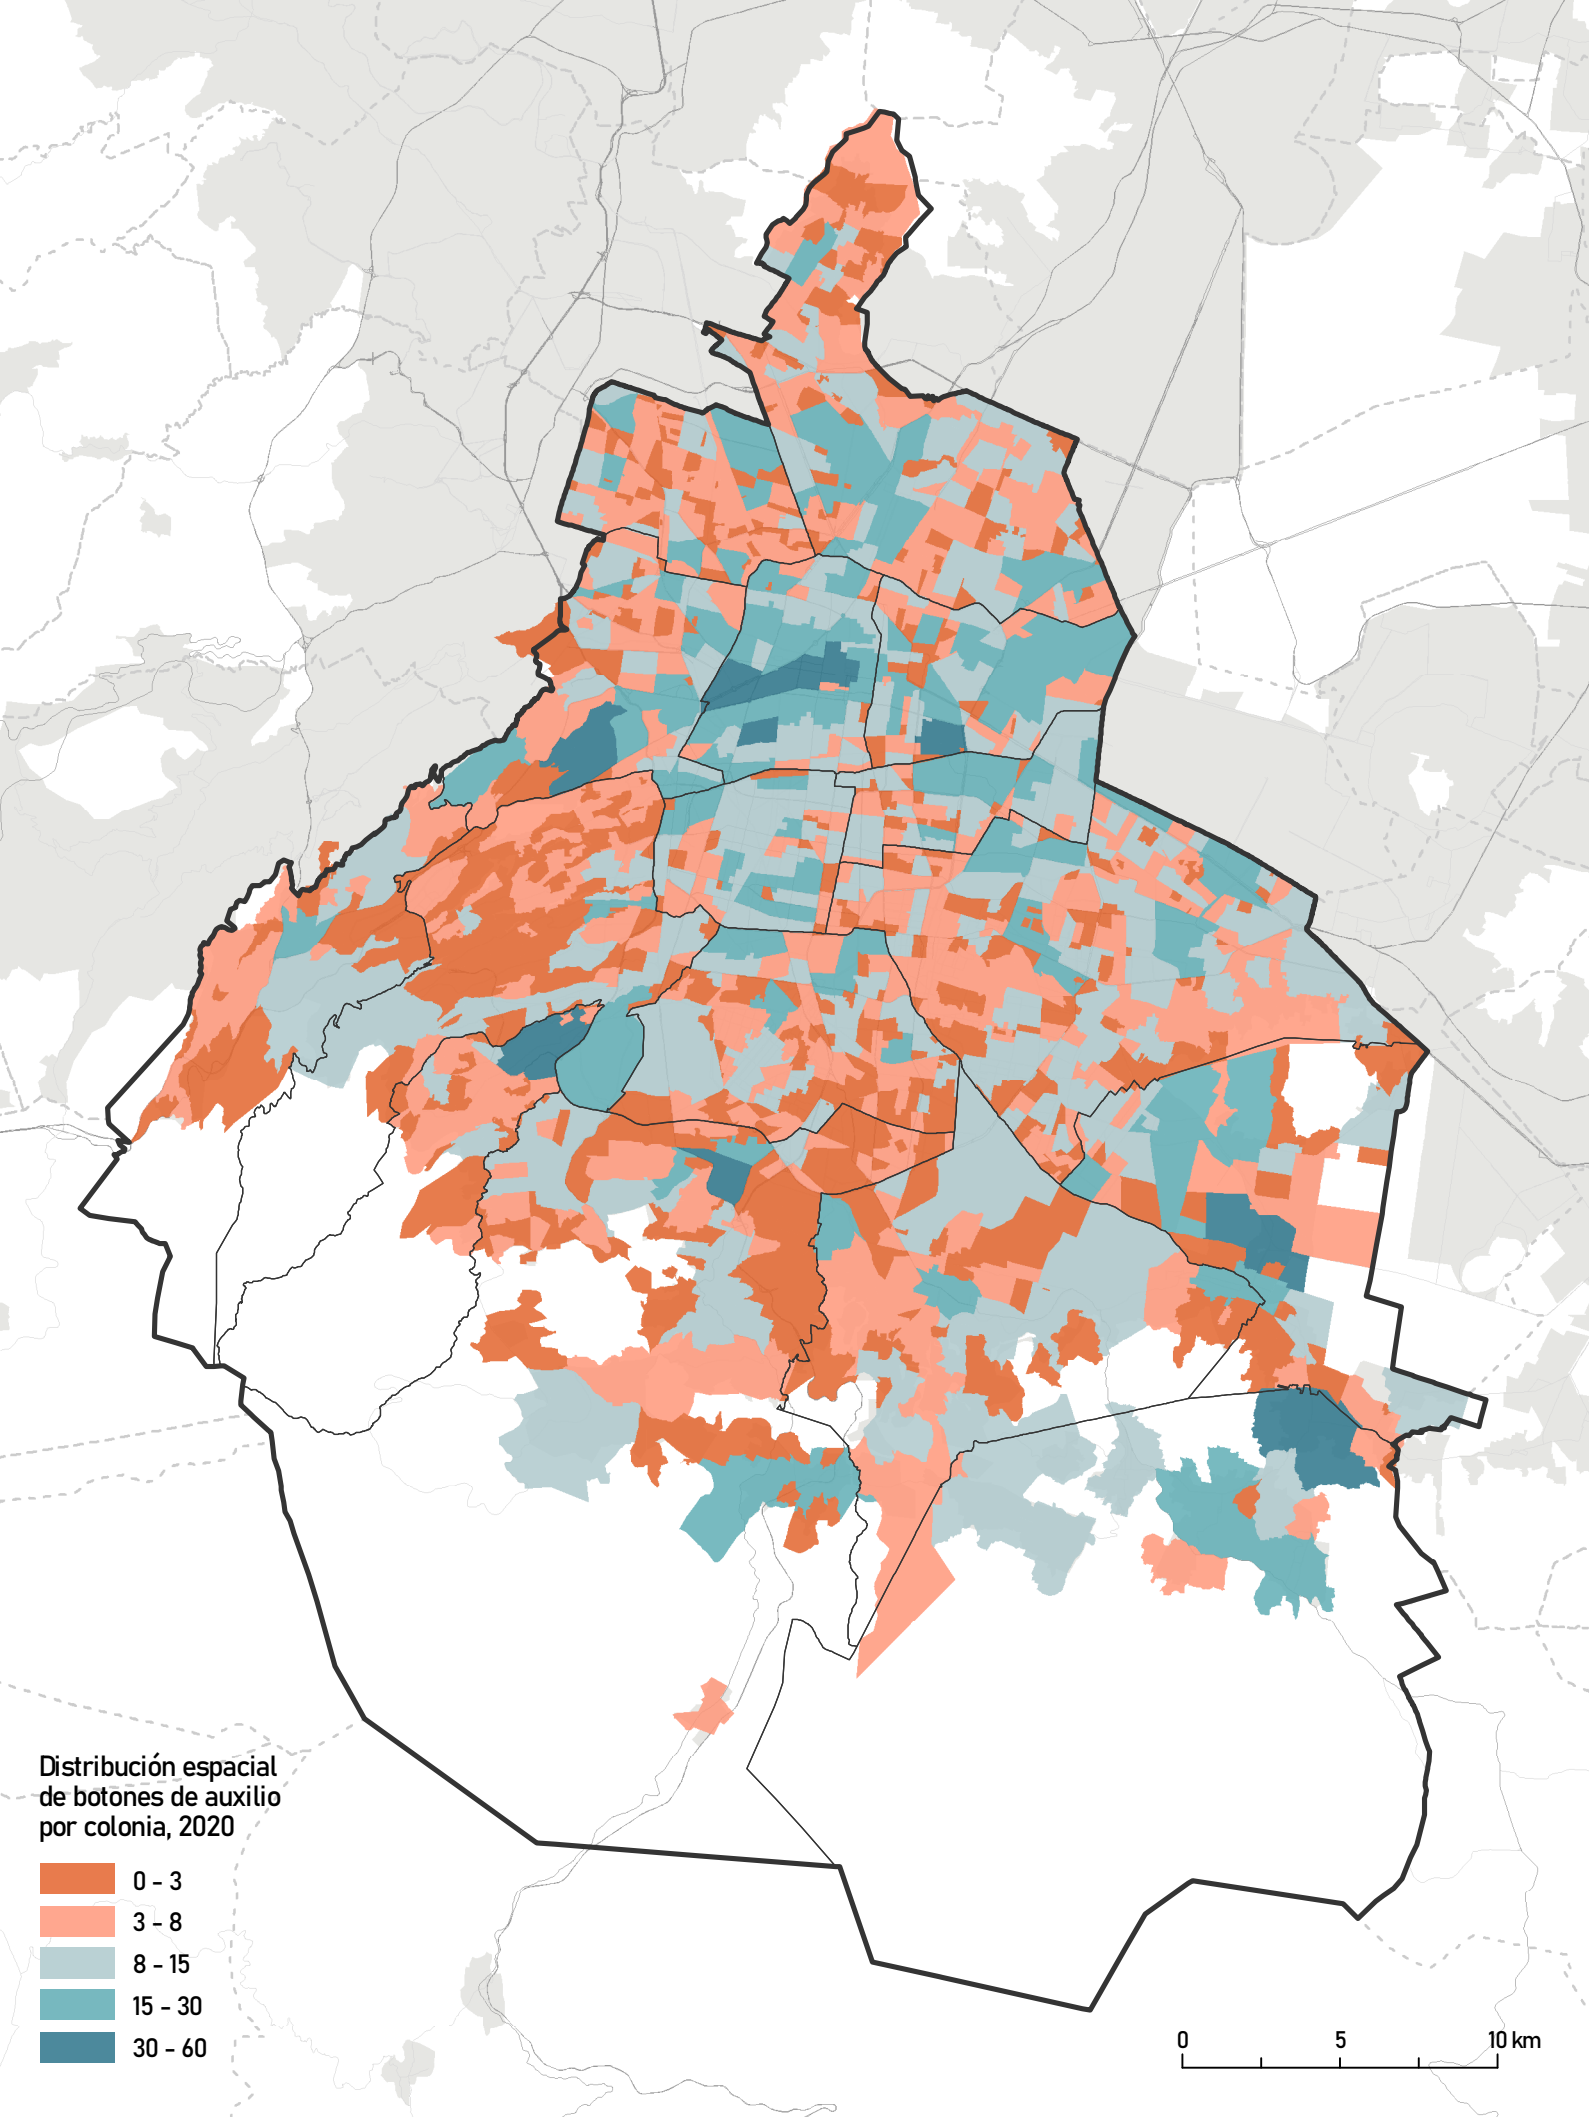 Distribución espacial
de botones de auxilio
por colonia, 2020
0 - 3
3 - 8
8 - 15
15 - 30
30 - 60
0 5 10 km